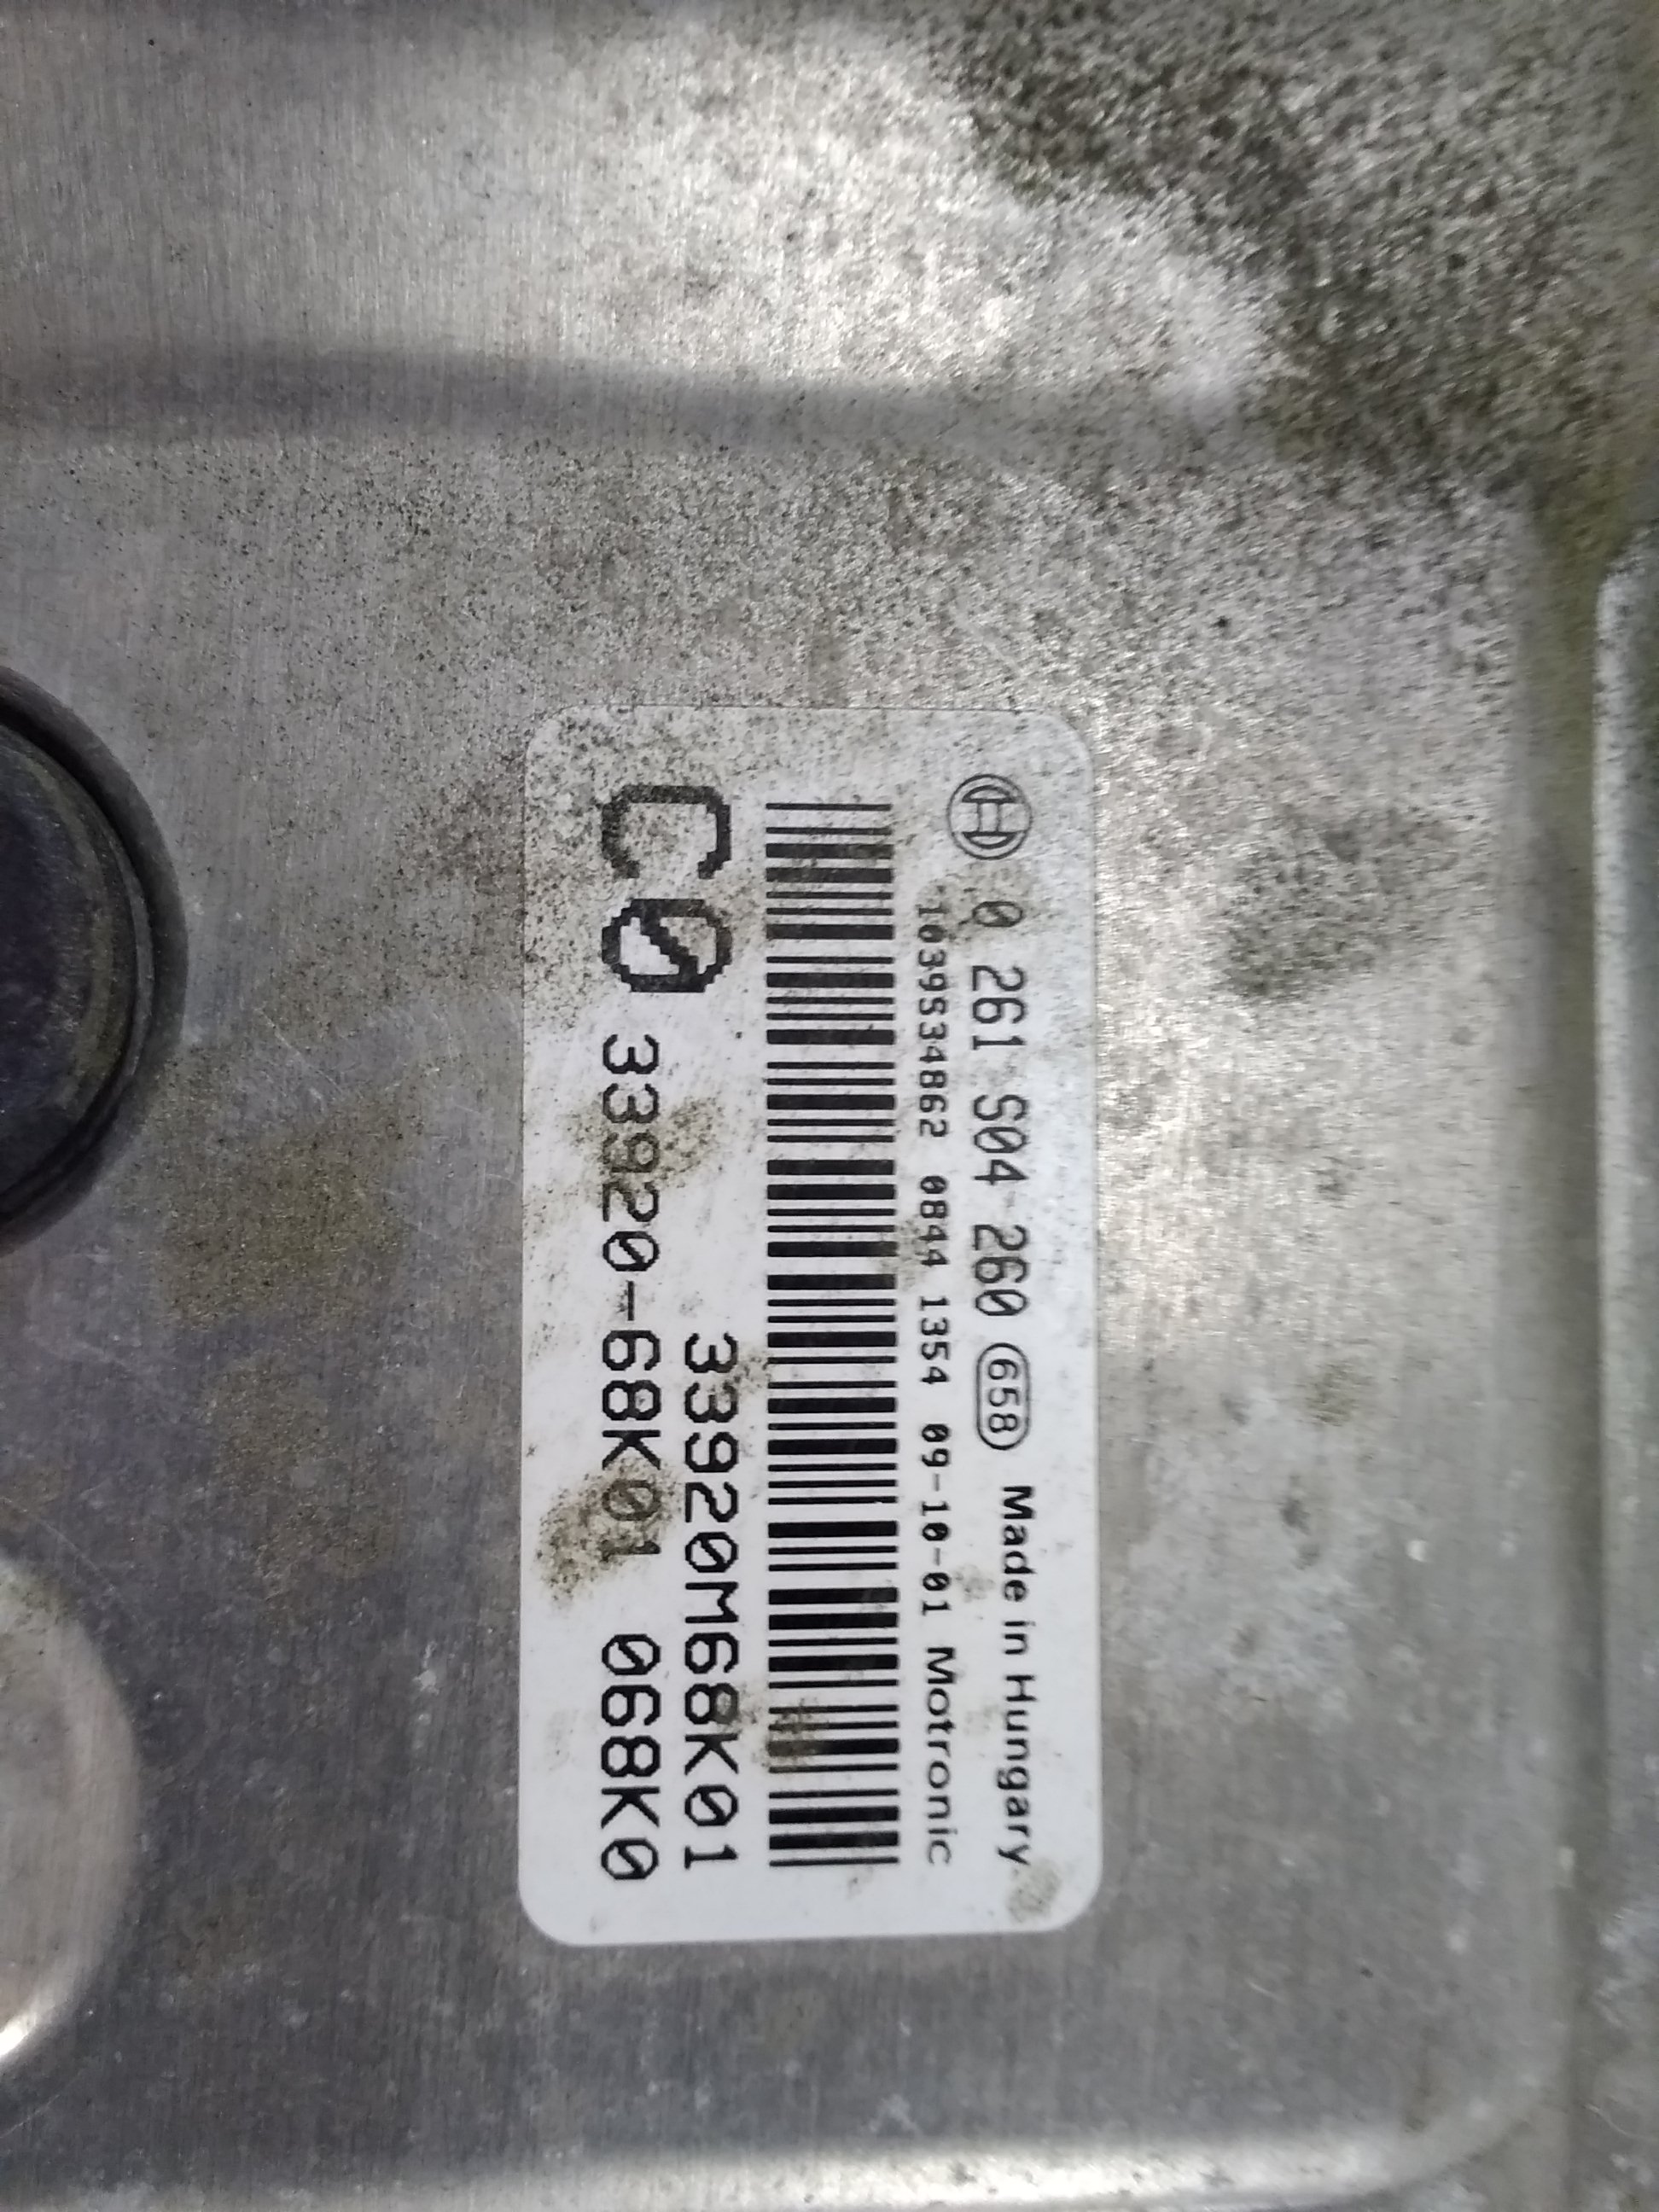 0 261 S04 260 658 Made in Hungary
1039S34862 0844 1354 09-10-01 Motronic
33920M68K01
C0 33920-68K01 068K0